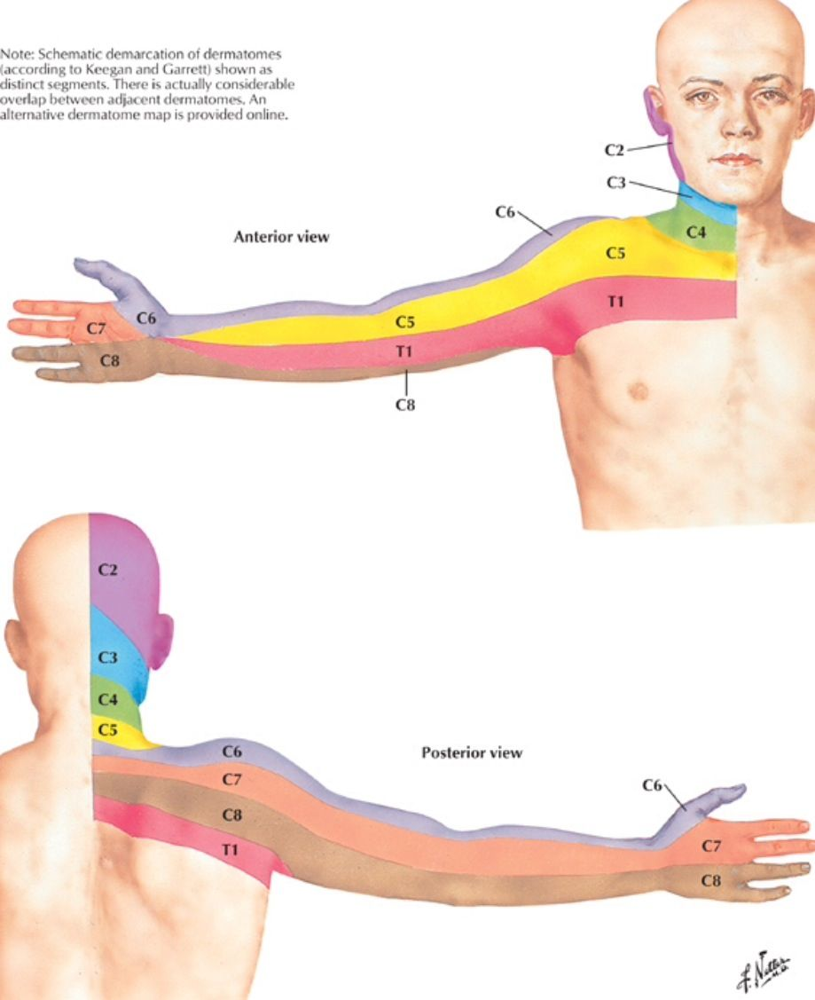 Note: Schematic demarcation of dermatomes
(according to Keegan and Garrett) shown as
distinct segments. There is actually considerable
overlap between adjacent dermatomes. An
alternative dermatome map is provided online.
C2
C3
C6
Anterior view
C4
C5
T1
C6
C7
C5
C8
T1
C8
C2
C3
C4
C5
C6
Posterior view
C7
C6
C8
T1
C7
C8
F. Netter
M.D.